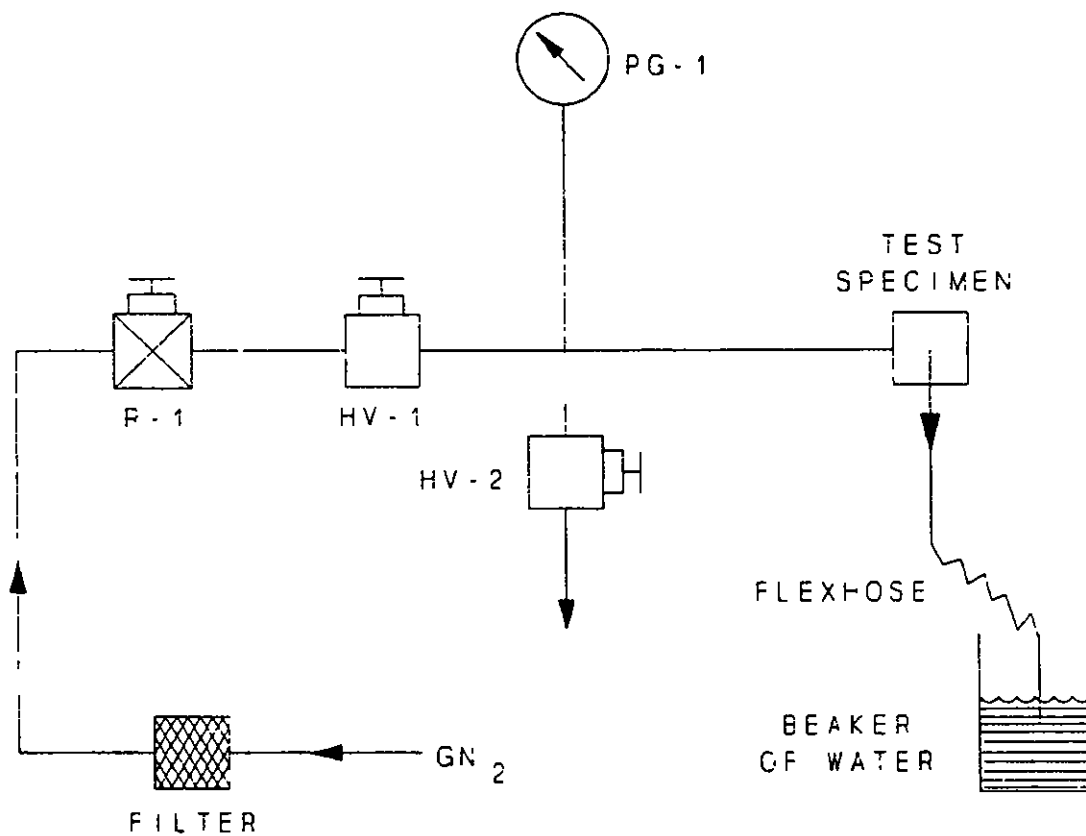 PG-1
TEST
SPECIMEN
R-1
HV-1
HV-2
FLEXHOSE
BEAKER
OF WATER
GN2
FILTER